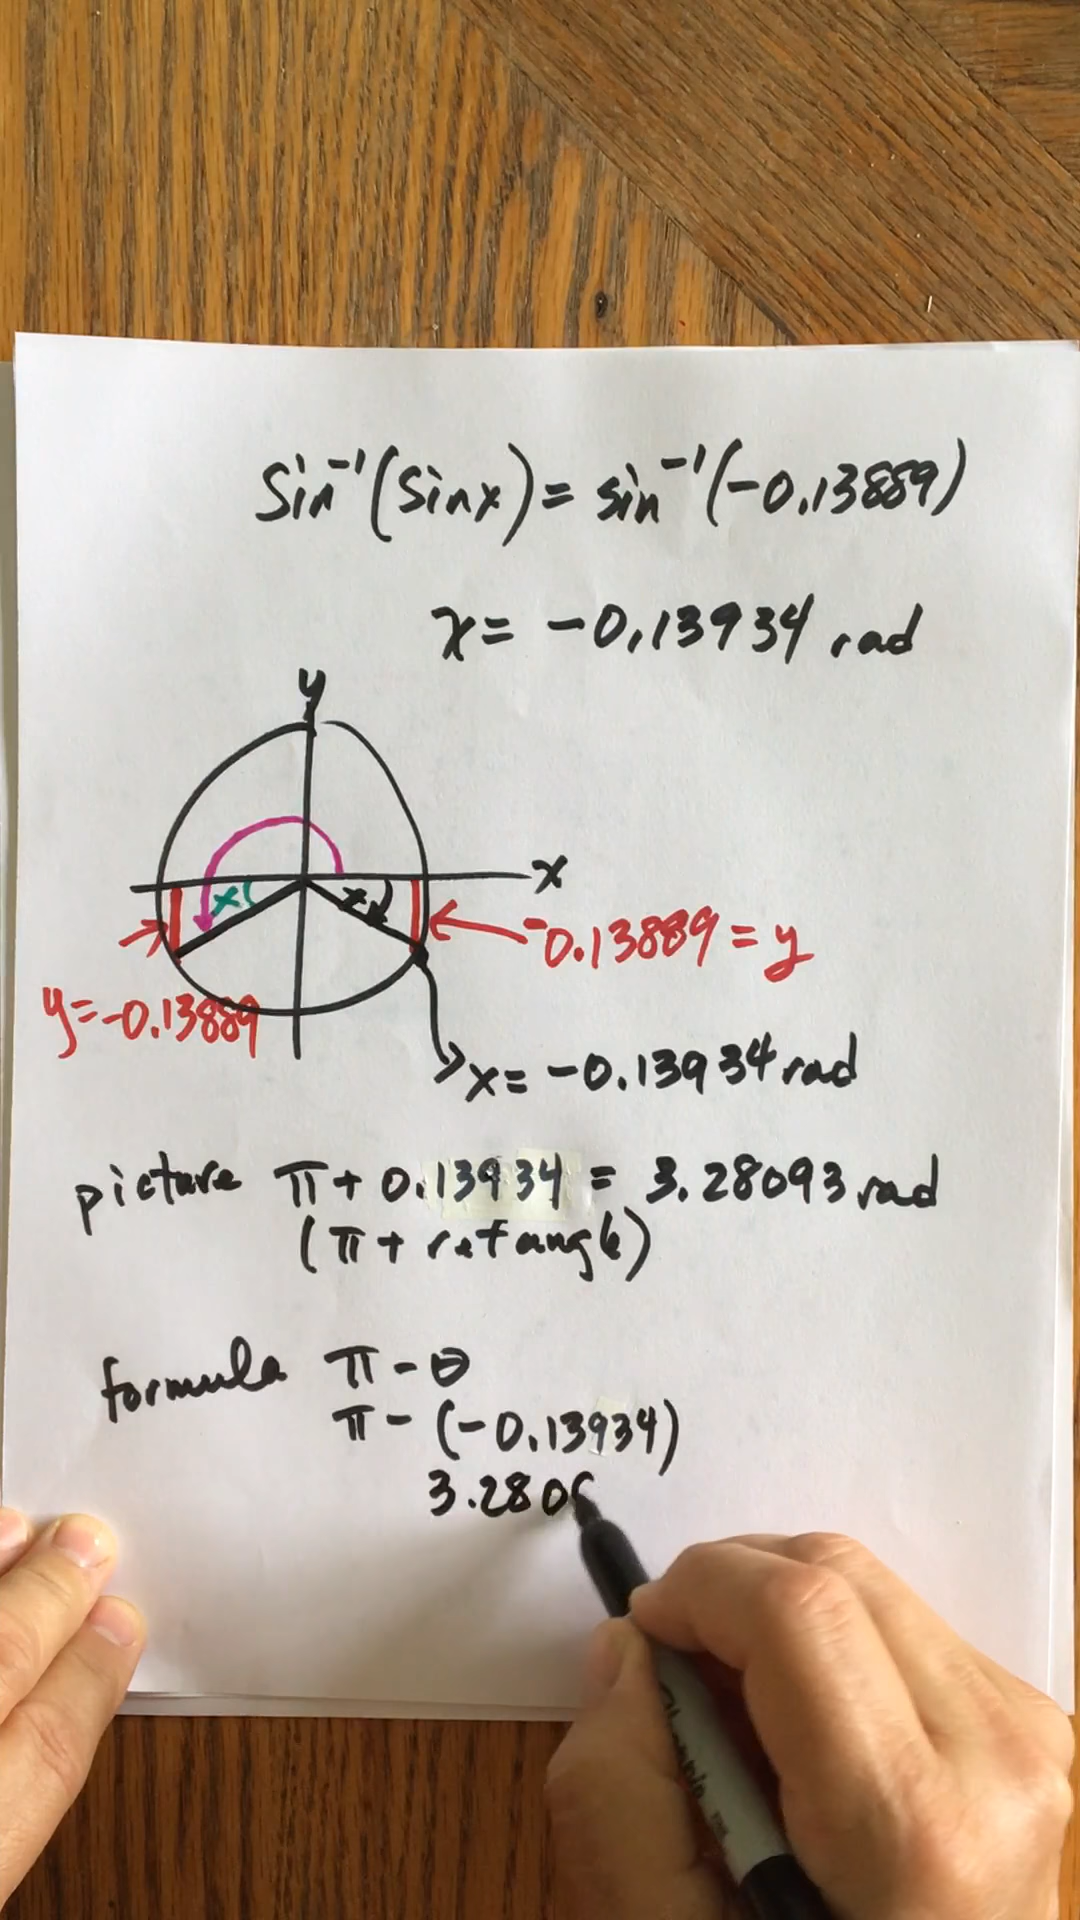 sin⁻¹(sinx) = sin⁻¹(-0.13889)
x = -0.13934 rad
y
x
x
x
-0.13889 = y
y = -0.13889
x = -0.13934 rad
picture π + 0.13934 = 3.28093 rad
(π + ref angle)
formula π - θ
π - (-0.13934)
3.280